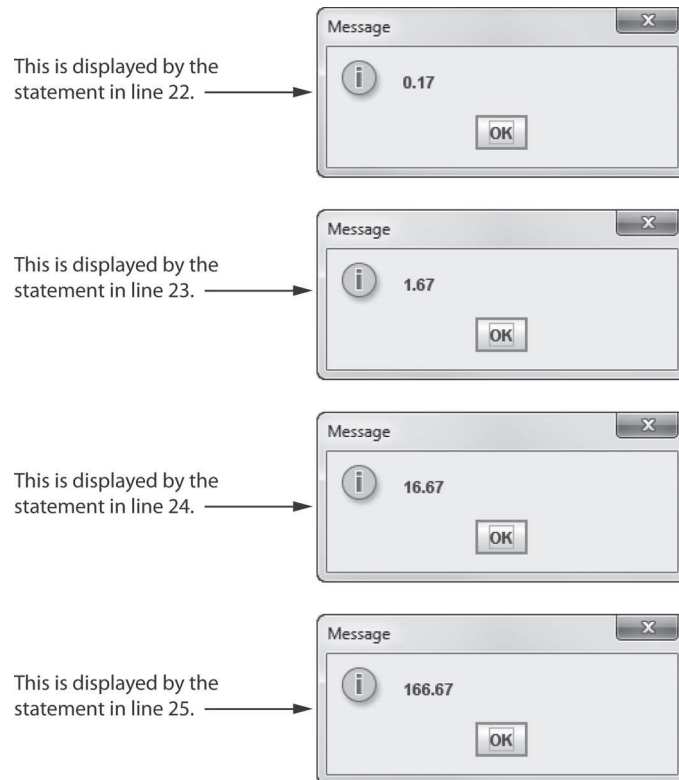 Message
X
This is displayed by the
statement in line 22.
i
0.17
OK
Message
X
This is displayed by the
statement in line 23.
i
1.67
OK
Message
X
This is displayed by the
statement in line 24.
i
16.67
OK
Message
X
This is displayed by the
statement in line 25.
i
166.67
OK